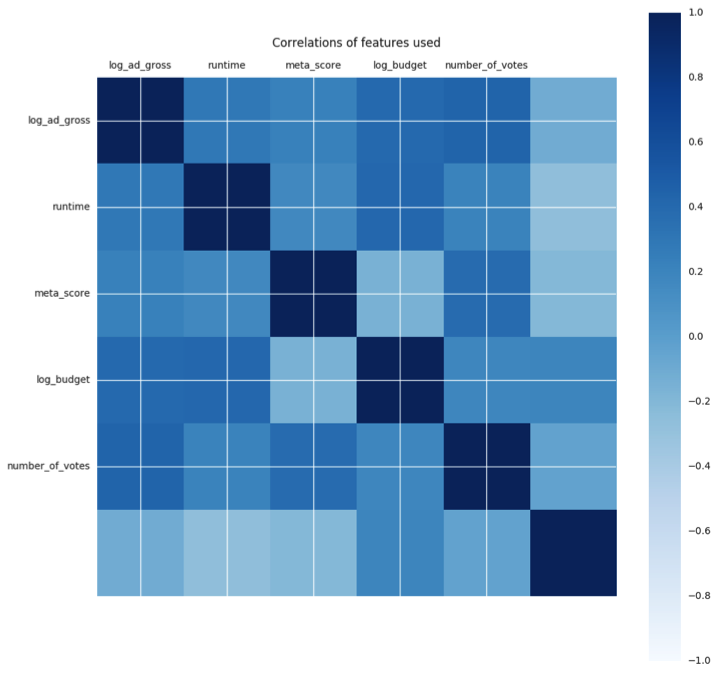 Correlations of features used
log_ad_gross runtime meta_score log_budget number_of_votes
log_ad_gross
runtime
meta_score
log_budget
number_of_votes
1.0
0.8
0.6
0.4
0.2
0.0
−0.2
−0.4
−0.6
−0.8
−1.0